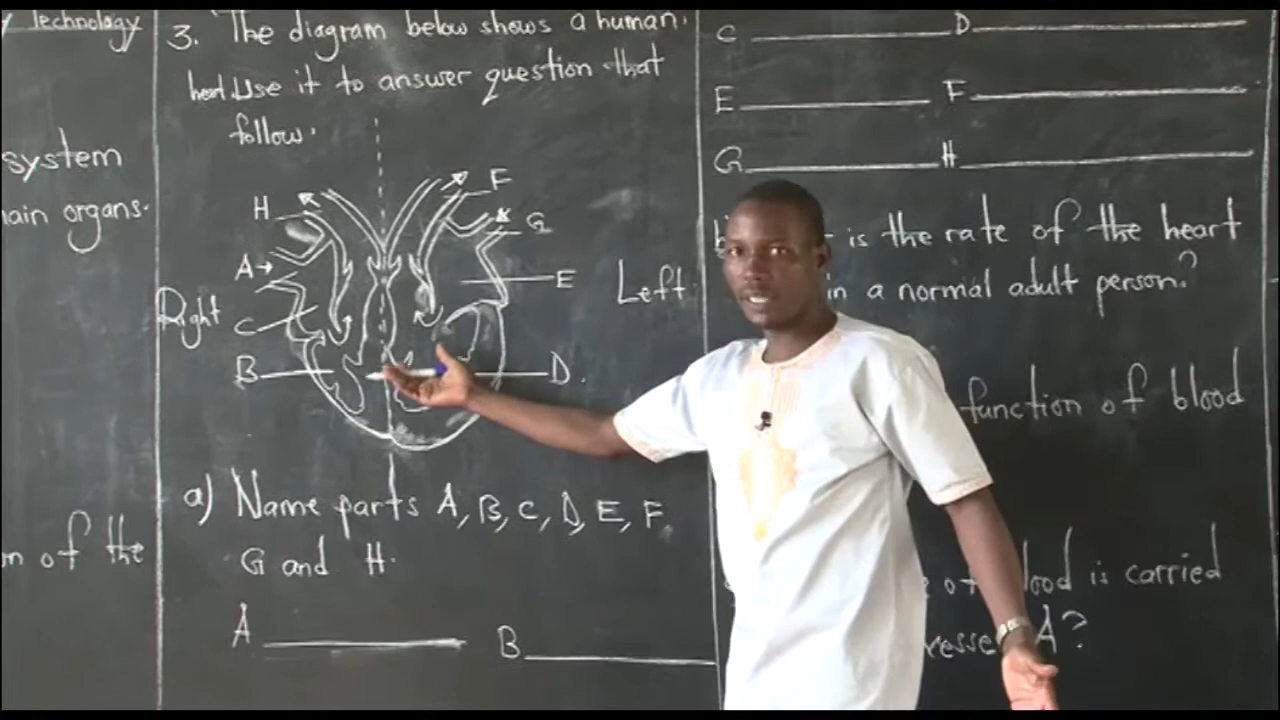 Technology
system
main organs.
of the
3. The diagram below shows a human
heart. Use it to answer question that
follow.
H
F
G
A
E
Right
Left
C
B
D.
a) Name parts A, B, C, D, E, F
G and H.
A
B
C D
E F
G H
is the rate of the heart
in a normal adult person?
function of blood
blood is carried
A?